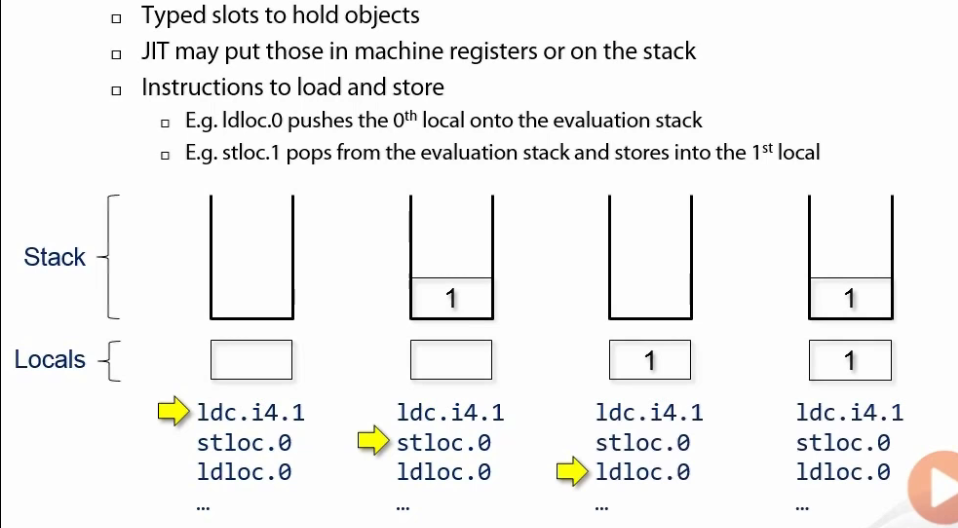 Typed slots to hold objects
JIT may put those in machine registers or on the stack
Instructions to load and store
E.g. ldloc.0 pushes the 0th local onto the evaluation stack
E.g. stloc.1 pops from the evaluation stack and stores into the 1st local
Stack
1
1
Locals
1
1
ldc.i4.1 ldc.i4.1 ldc.i4.1 ldc.i4.1
stloc.0 stloc.0 stloc.0 stloc.0
ldloc.0 ldloc.0 ldloc.0 ldloc.0
… … … …